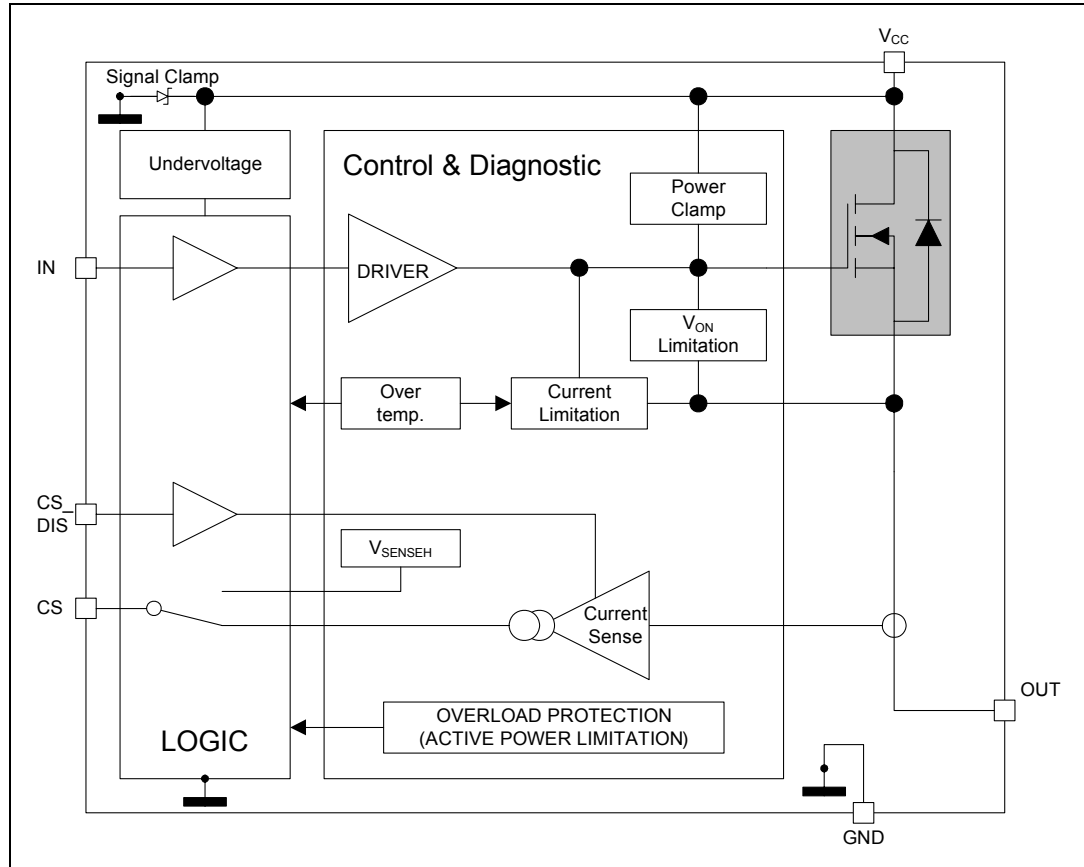 VCC
Signal Clamp
Undervoltage
Control & Diagnostic
Power
Clamp
IN
DRIVER
VON
Limitation
Over
temp.
Current
Limitation
CS_
DIS
VSENSEH
CS
Current
Sense
OUT
OVERLOAD PROTECTION
(ACTIVE POWER LIMITATION)
LOGIC
GND